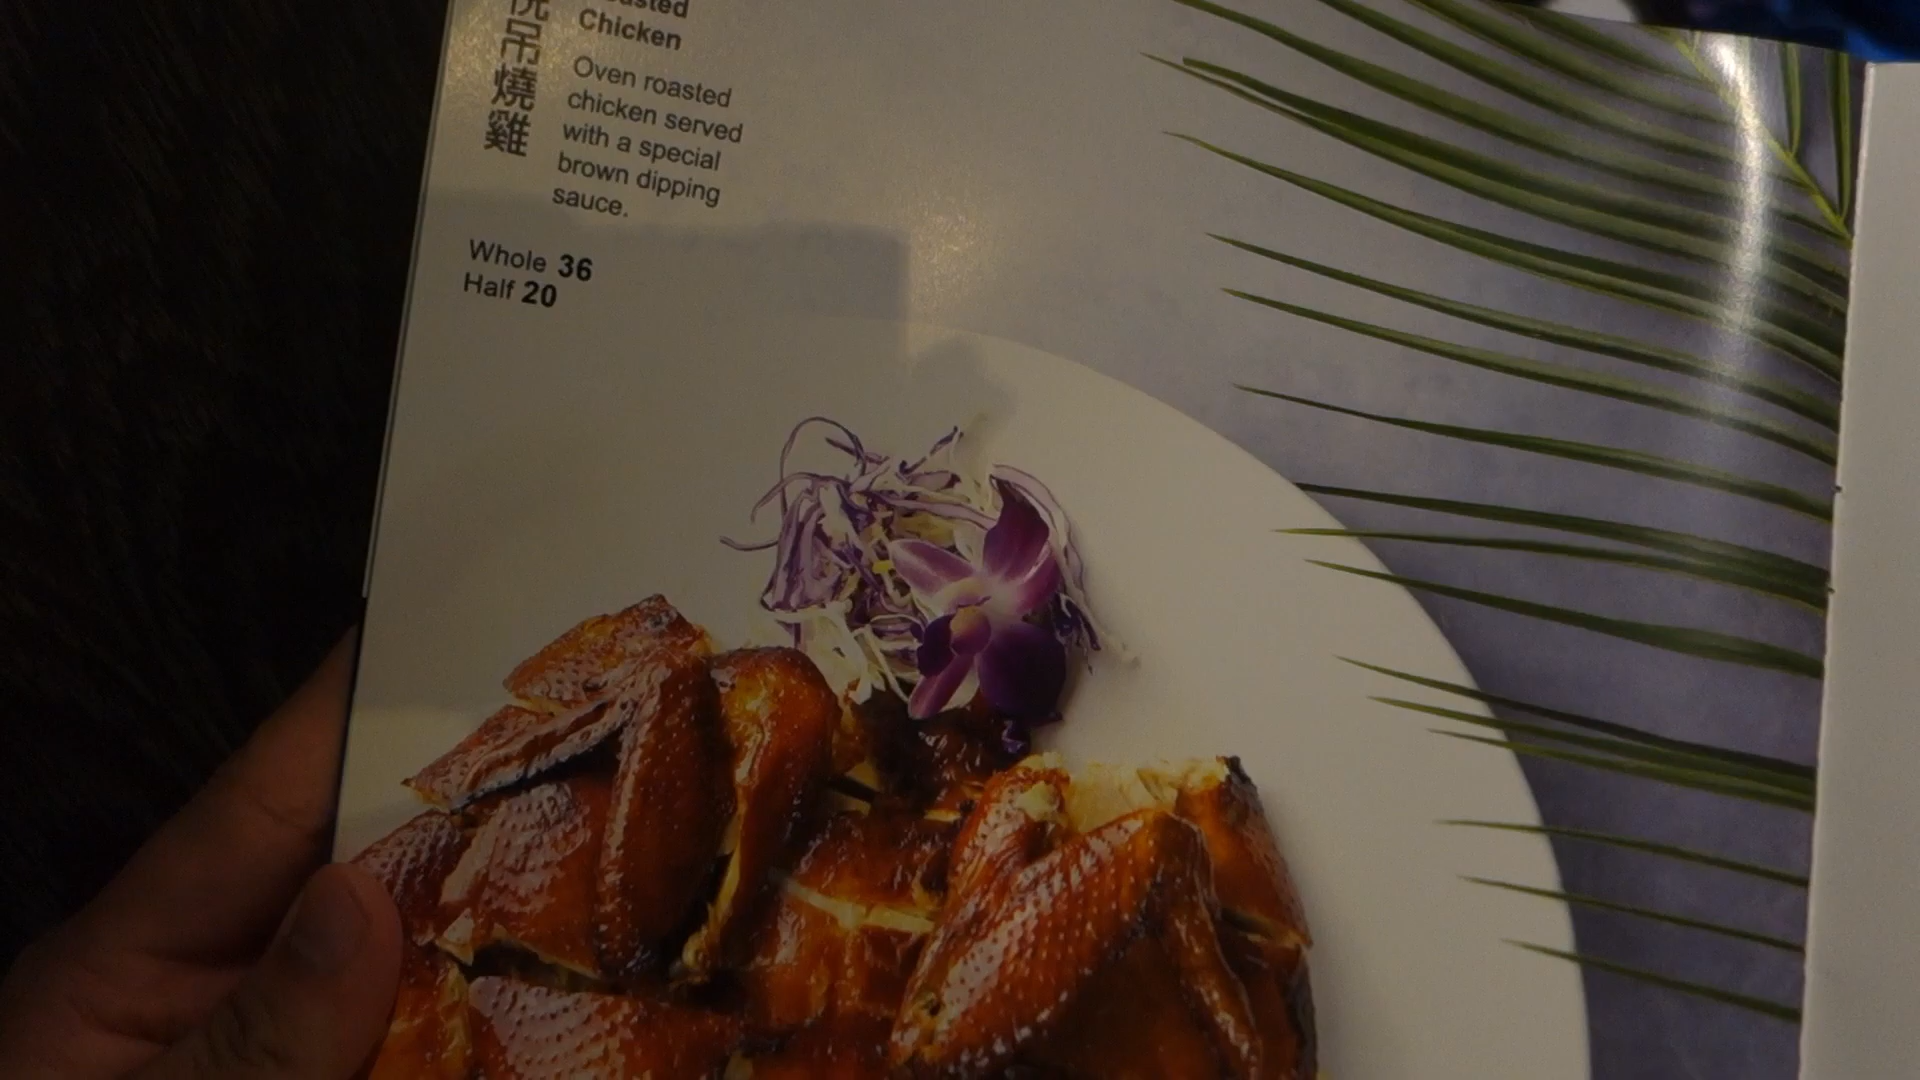 吊燒雞
Chicken
Oven roasted
chicken served
with a special
brown dipping
sauce.
Whole 36
Half 20